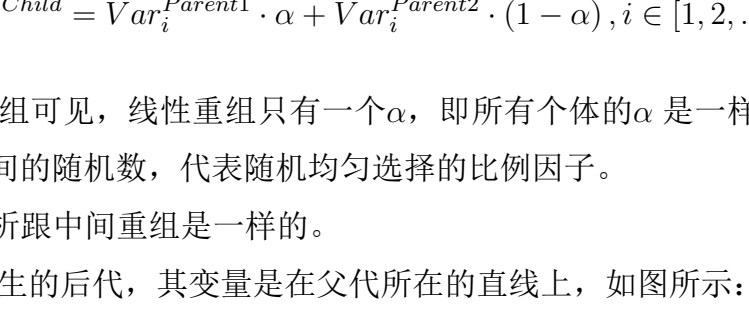 Child = Var_i^{Parent1} · α + Var_i^{Parent2} · (1 − α), i ∈ [1, 2, .
组可见，线性重组只有一个α，即所有个体的α 是一样
间的随机数，代表随机均匀选择的比例因子。
析跟中间重组是一样的。
生的后代，其变量是在父代所在的直线上，如图所示：